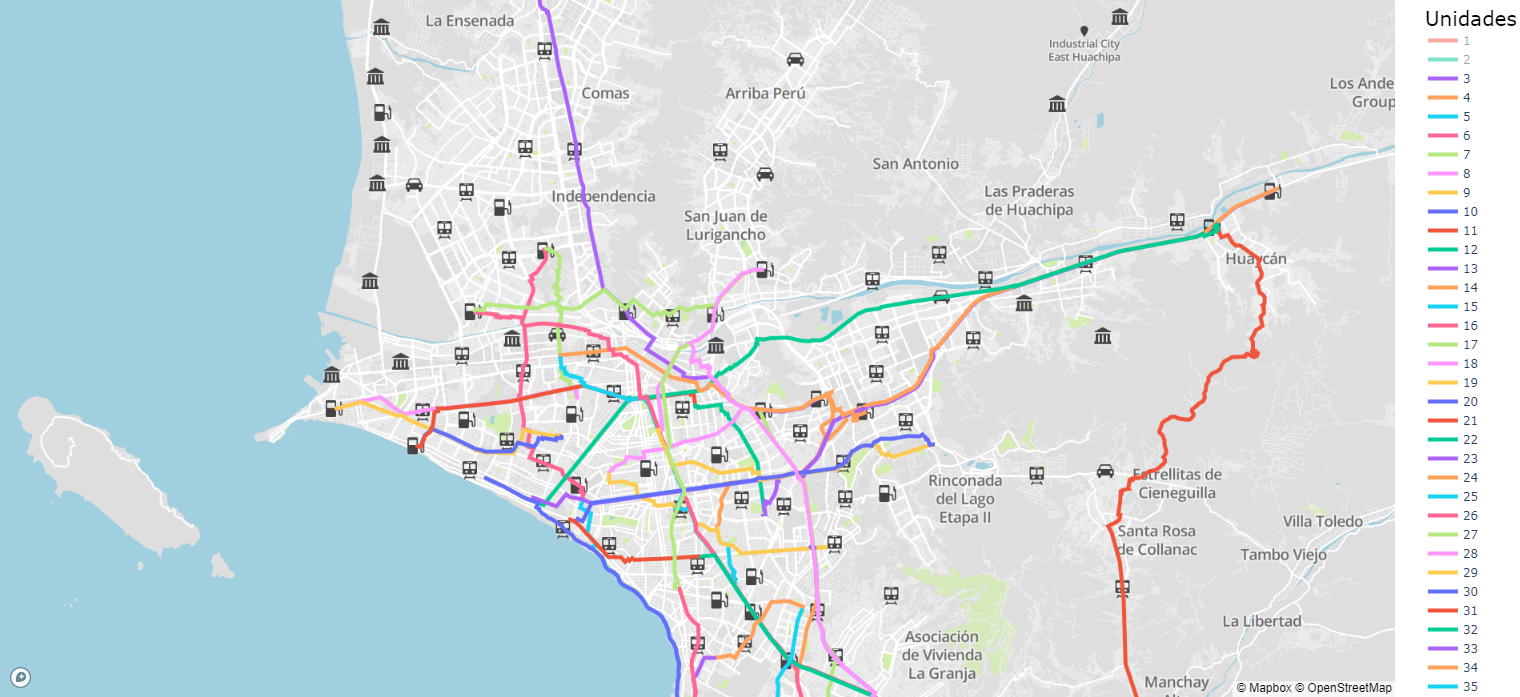 La Ensenada
Comas
Arriba Perú
Industrial City
East Huachipa
Los Ande
Group
San Antonio
Independencia
Las Praderas
de Huachipa
San Juan de
Lurigancho
Huaycán
Rinconada
del Lago
Etapa II
Estrellitas de
Cieneguilla
Santa Rosa
de Collanac
Villa Toledo
Tambo Viejo
La Libertad
Asociación
de Vivienda
La Granja
Manchay
© Mapbox © OpenStreetMap
Unidades
1
2
3
4
5
6
7
8
9
10
11
12
13
14
15
16
17
18
19
20
21
22
23
24
25
26
27
28
29
30
31
32
33
34
35